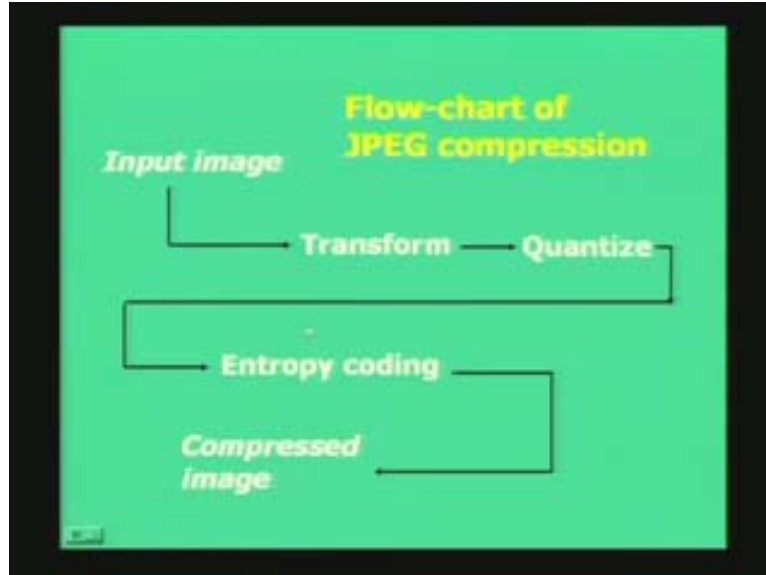 Flow-chart of
JPEG compression
Input image
Transform
Quantize
Entropy coding
Compressed
image